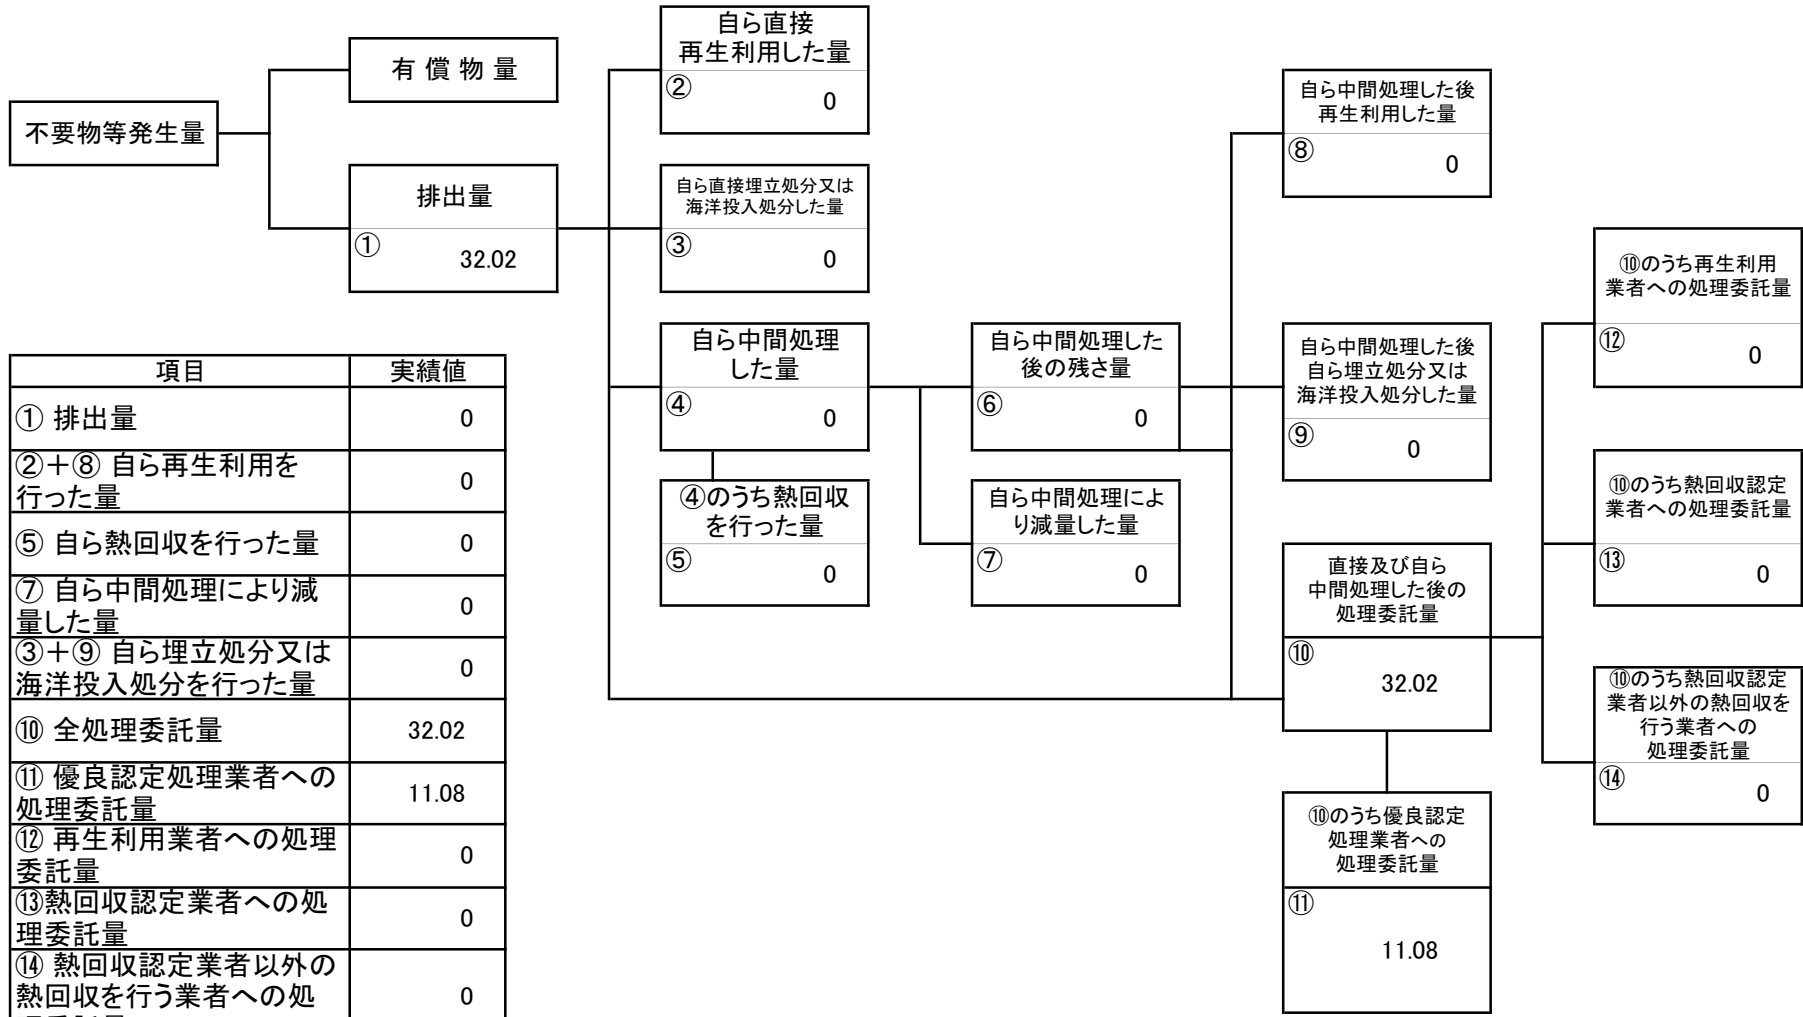 不要物等発生量
有 償 物 量
排出量
①
32.02
自ら直接
再生利用した量
②
0
自ら直接埋立処分又は
海洋投入処分した量
③
0
自ら中間処理
した量
④
0
④のうち熱回収
を行った量
⑤
0
自ら中間処理した
後の残さ量
⑥
0
自ら中間処理によ
り減量した量
⑦
0
自ら中間処理した後
再生利用した量
⑧
0
自ら中間処理した後
自ら埋立処分又は
海洋投入処分した量
⑨
0
直接及び自ら
中間処理した後の
処理委託量
⑩
32.02
⑩のうち優良認定
処理業者への
処理委託量
⑪
11.08
⑩のうち再生利用
業者への処理委託量
⑫
0
⑩のうち熱回収認定
業者への処理委託量
⑬
0
⑩のうち熱回収認定
業者以外の熱回収を
行う業者への
処理委託量
⑭
0
項目 実績値
① 排出量 0
②＋⑧ 自ら再生利用を
行った量 0
⑤ 自ら熱回収を行った量 0
⑦ 自ら中間処理により減
量した量 0
③＋⑨ 自ら埋立処分又は
海洋投入処分を行った量 0
⑩ 全処理委託量 32.02
⑪ 優良認定処理業者への
処理委託量 11.08
⑫ 再生利用業者への処理
委託量 0
⑬熱回収認定業者への処
理委託量 0
⑭ 熱回収認定業者以外の
熱回収を行う業者への処 0